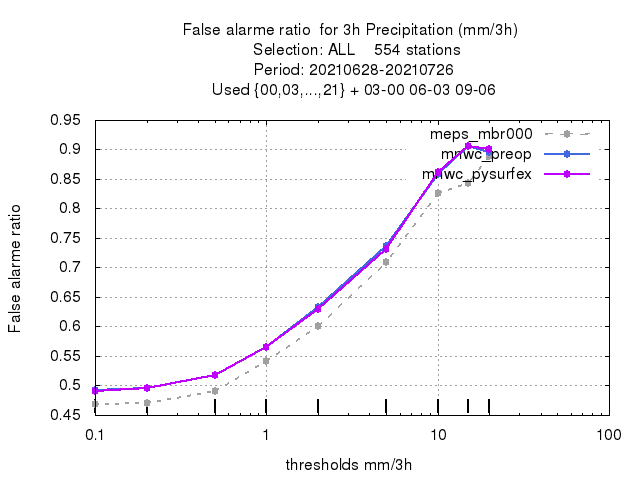 False alarme ratio  for 3h Precipitation (mm/3h)
Selection: ALL    554 stations
Period: 20210628-20210726
Used {00,03,...,21} + 03-00 06-03 09-06
meps_mbr000
mnwc_preop
mnwc_pysurfex
False alarme ratio
0.95
0.9
0.85
0.8
0.75
0.7
0.65
0.6
0.55
0.5
0.45
0.1 1 10 100
thresholds mm/3h